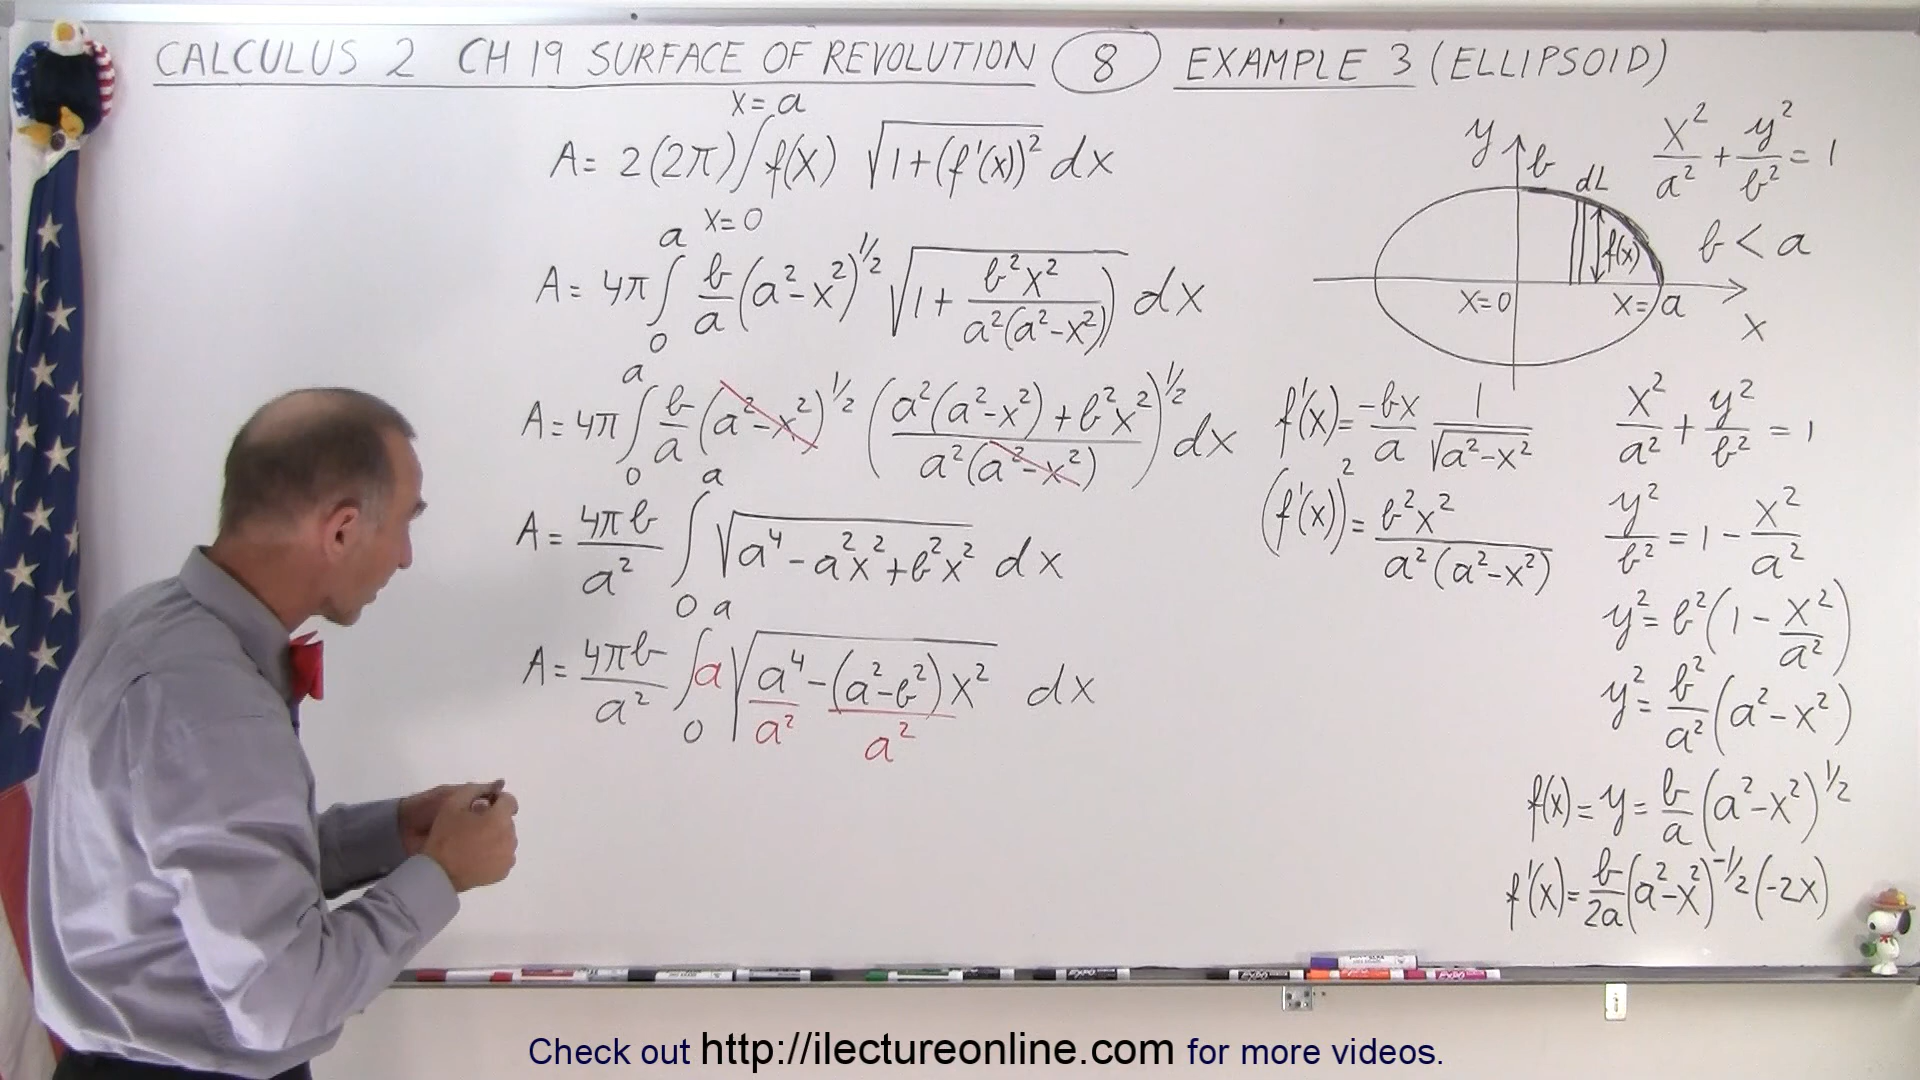 CALCULUS 2 CH 19 SURFACE OF REVOLUTION 8 EXAMPLE 3 (ELLIPSOID)
x=a
A= 2(2π)∫f(x) √1+(f'(x))² dx
x=0
a
A= 4π∫ b/a (a²-x²)^1/2 √1+ b²x²/a²(a²-x²) dx
0
a
A=4π∫ b/a (a²-x²)^1/2 (a²(a²-x²)+b²x²/a²(a²-x²))^1/2 dx
0
a
A= 4πb/a² ∫ √a⁴-a²x²+b²x² dx
0
a
A= 4πb/a² ∫ a√a⁴/a² - (a²-b²)x²/a² dx
0
y
b
dL
f(x)
x=0
x=a
x
x²/a² + y²/b² = 1
b < a
f'(x)= -bx/a 1/√a²-x²
(f'(x))² = b²x²/a²(a²-x²)
x²/a² + y²/b² = 1
y²/b² = 1 - x²/a²
y²= b²(1 - x²/a²)
y²= b²/a² (a²-x²)
f(x)= y= b/a (a²-x²)^1/2
f'(x)= b/2a (a²-x²)^-1/2 (-2x)
Check out http://ilectureonline.com for more videos.